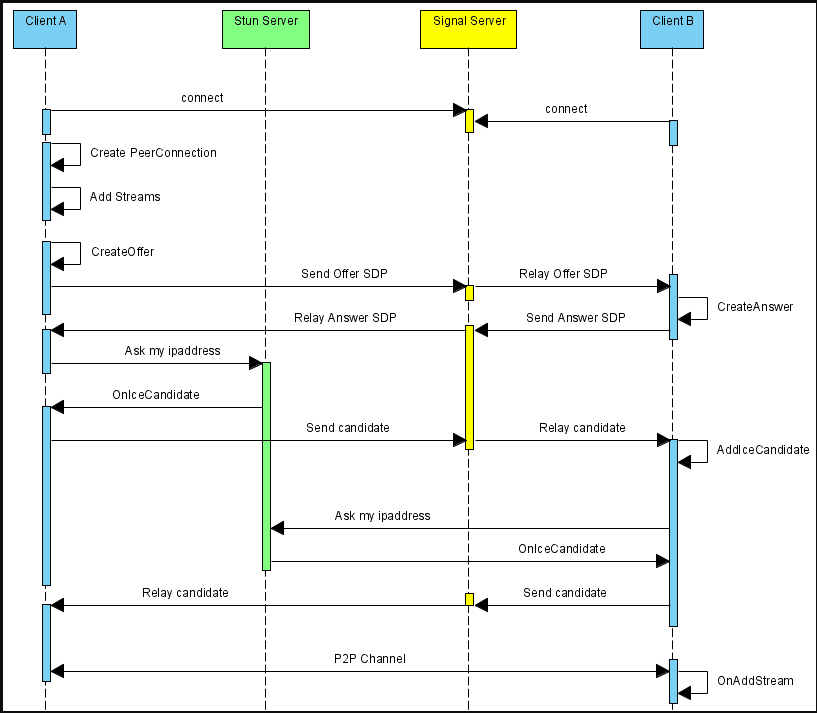 Client A
Stun Server
Signal Server
Client B
connect
connect
Create PeerConnection
Add Streams
CreateOffer
Send Offer SDP
Relay Offer SDP
CreateAnswer
Relay Answer SDP
Send Answer SDP
Ask my ipaddress
OnIceCandidate
Send candidate
Relay candidate
AddIceCandidate
Ask my ipaddress
OnIceCandidate
Relay candidate
Send candidate
P2P Channel
OnAddStream